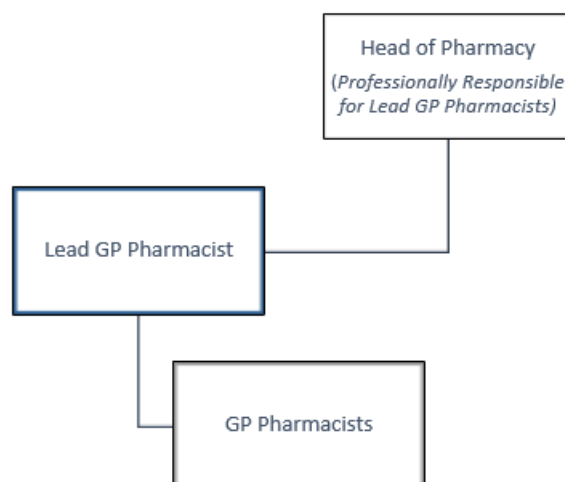 Head of Pharmacy
(Professionally Responsible
for Lead GP Pharmacists)
Lead GP Pharmacist
GP Pharmacists